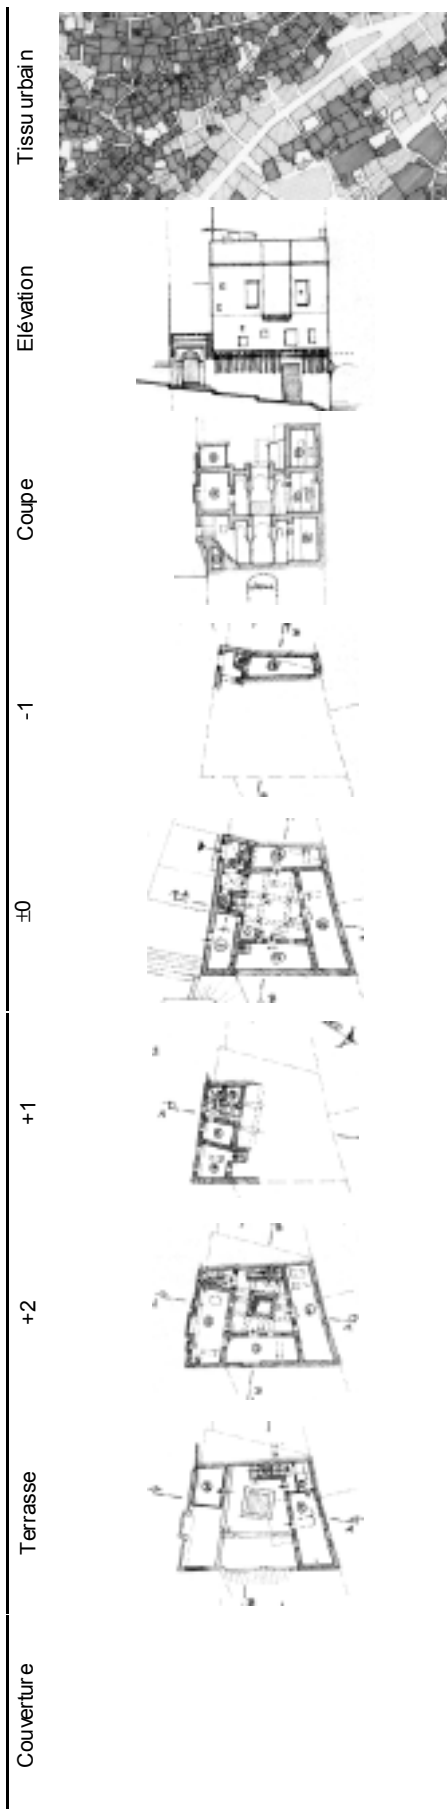 Tissu urbain
Elévation
Coupe
-1
±0
+1
+2
Terrasse
Couverture